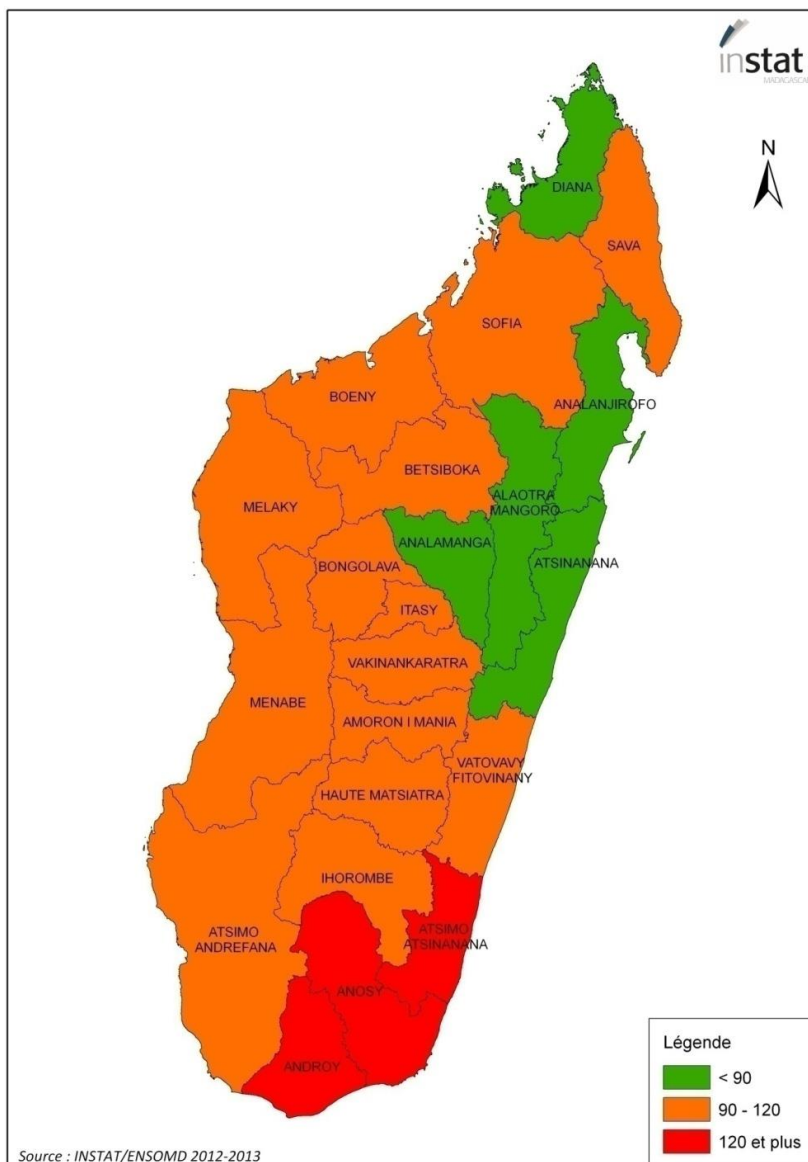 instat
MADAGASCAR
N
DIANA
SAVA
SOFIA
BOENY
ANALANJIROFO
BETSIBOKA
ALAOTRA
MANGORO
MELAKY
ANALAMANGA
ATSINANANA
BONGOLAVA
ITASY
VAKINANKARATRA
MENABE
AMORON I MANIA
VATOVAVY
FITOVINANY
HAUTE MATSIATRA
IHOROMBE
ATSIMO
ANDREFANA
ATSIMO
ATSINANANA
ANOSY
ANDROY
Légende
< 90
90 - 120
120 et plus
Source : INSTAT/ENSOMD 2012-2013